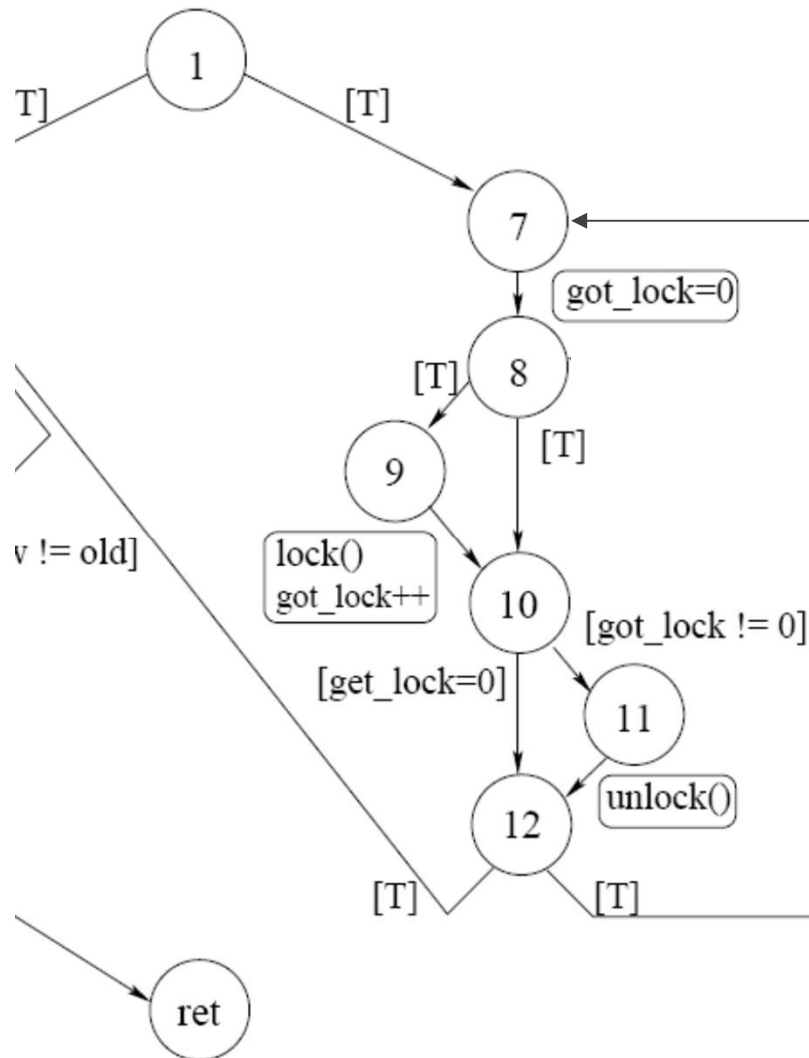 1
T]
[T]
7
got_lock=0
8
[T]
[T]
9
lock()
got_lock++
10
[got_lock != 0]
[get_lock=0]
11
unlock()
12
[T]
[T]
!= old]
ret